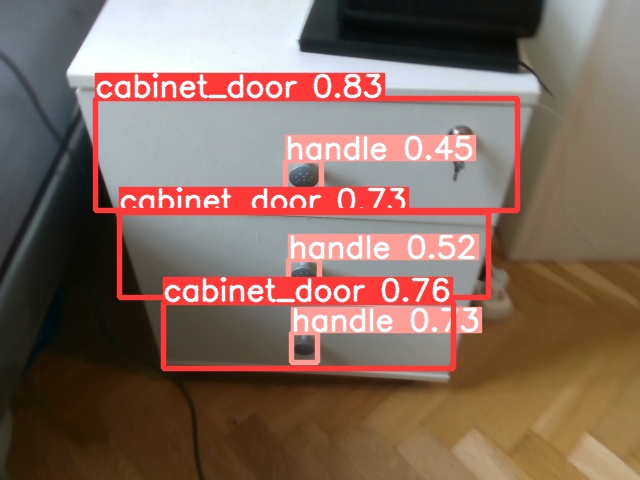 cabinet_door 0.83
handle 0.45
cabinet_door 0.73
handle 0.52
cabinet_door 0.76
handle 0.73